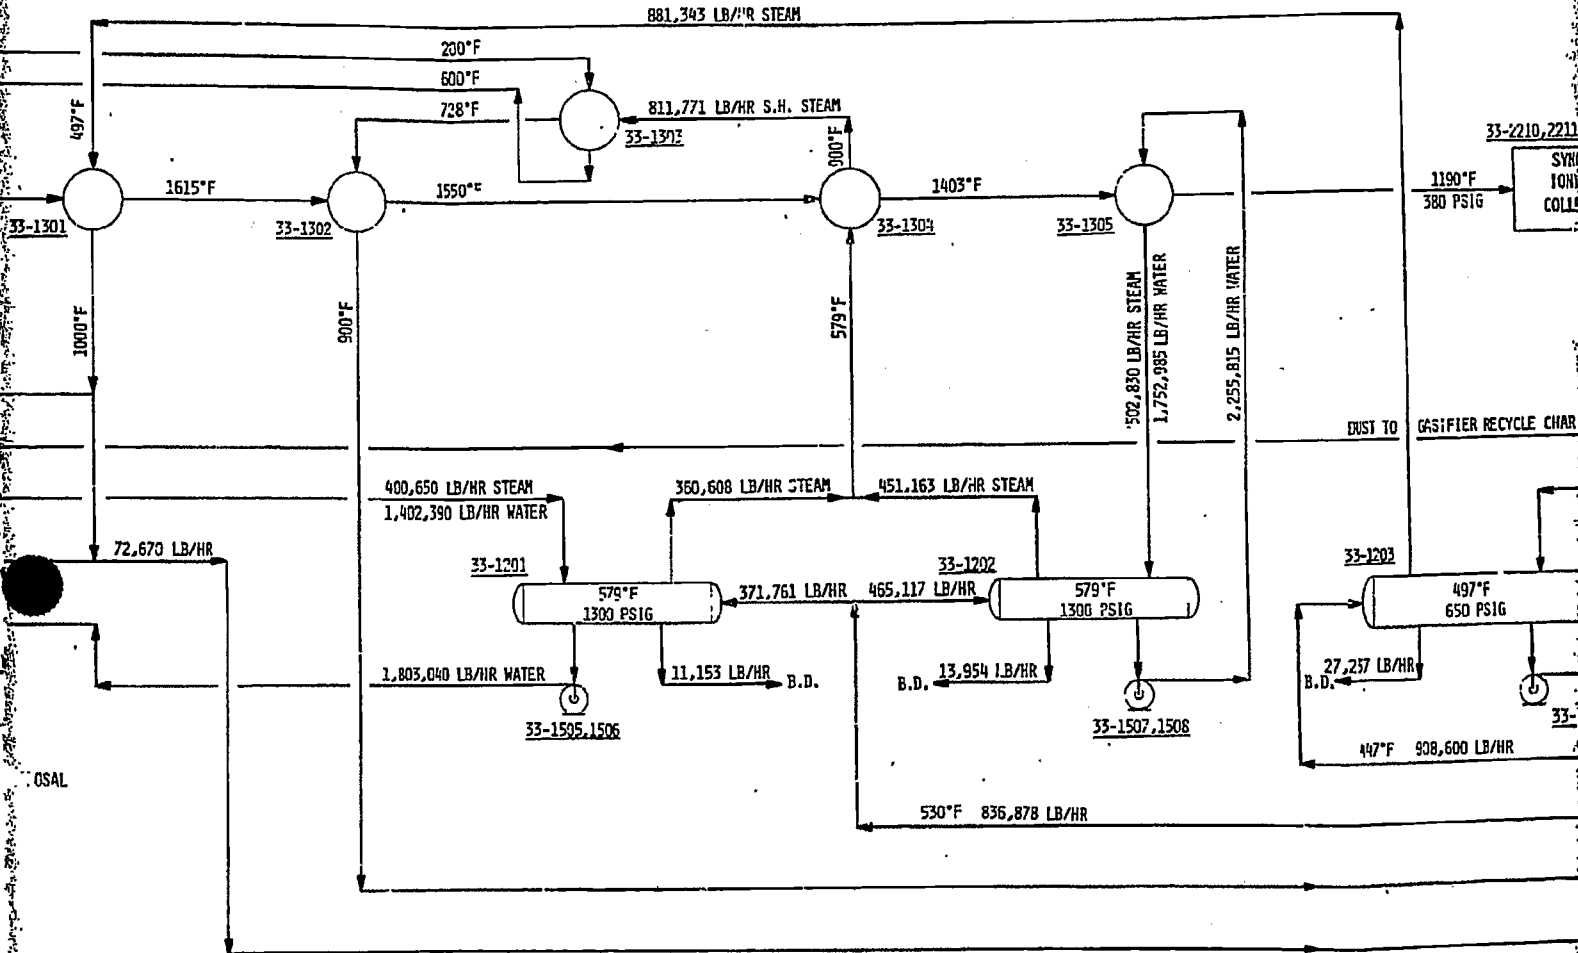 881,343 LB/HR STEAM
200°F
600°F
728°F
811,771 LB/HR S.H. STEAM
497°F
900°F
33-1303
33-2210,2211
1615°F
1550°F
1403°F
1190°F
380 PSIG
33-1301
33-1302
33-1304
33-1305
1000°F
900°F
579°F
502,830 LB/HR STEAM
1,752,985 LB/HR WATER
2,255,815 LB/HR WATER
DUST TO GASIFIER RECYCLE CHAR
400,650 LB/HR STEAM
1,402,390 LB/HR WATER
360,608 LB/HR STEAM
451,163 LB/HR STEAM
72,670 LB/HR
33-1201
33-1202
33-1203
579°F
1300 PSIG
371,761 LB/HR
465,117 LB/HR
579°F
1300 PSIG
497°F
650 PSIG
1,803,040 LB/HR WATER
11,153 LB/HR
B.D.
B.D.
13,954 LB/HR
27,257 LB/HR
B.D.
33-1505,1506
33-1507,1508
33-
447°F 908,600 LB/HR
OSAL
530°F 836,878 LB/HR